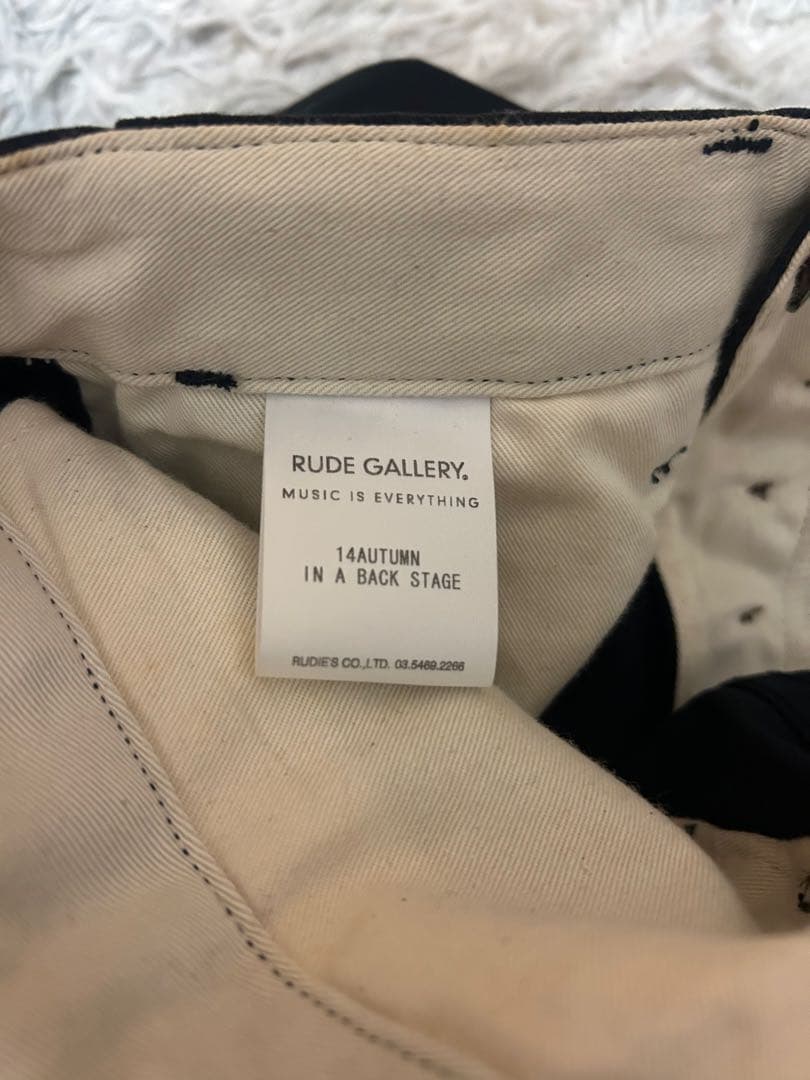 RUDE GALLERY.
MUSIC IS EVERYTHING
14AUTUMN
IN A BACK STAGE
RUDIE'S CO.,LTD. 03.5469.2266